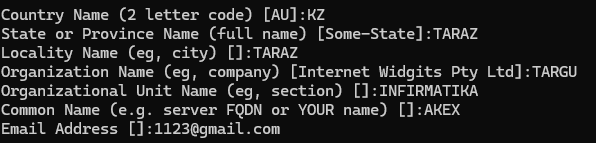 Country Name (2 letter code) [AU]:KZ
State or Province Name (full name) [Some-State]:TARAZ
Locality Name (eg, city) []:TARAZ
Organization Name (eg, company) [Internet Widgits Pty Ltd]:TARGU
Organizational Unit Name (eg, section) []:INFIRMATIKA
Common Name (e.g. server FQDN or YOUR name) []:AKEX
Email Address []:1123@gmail.com